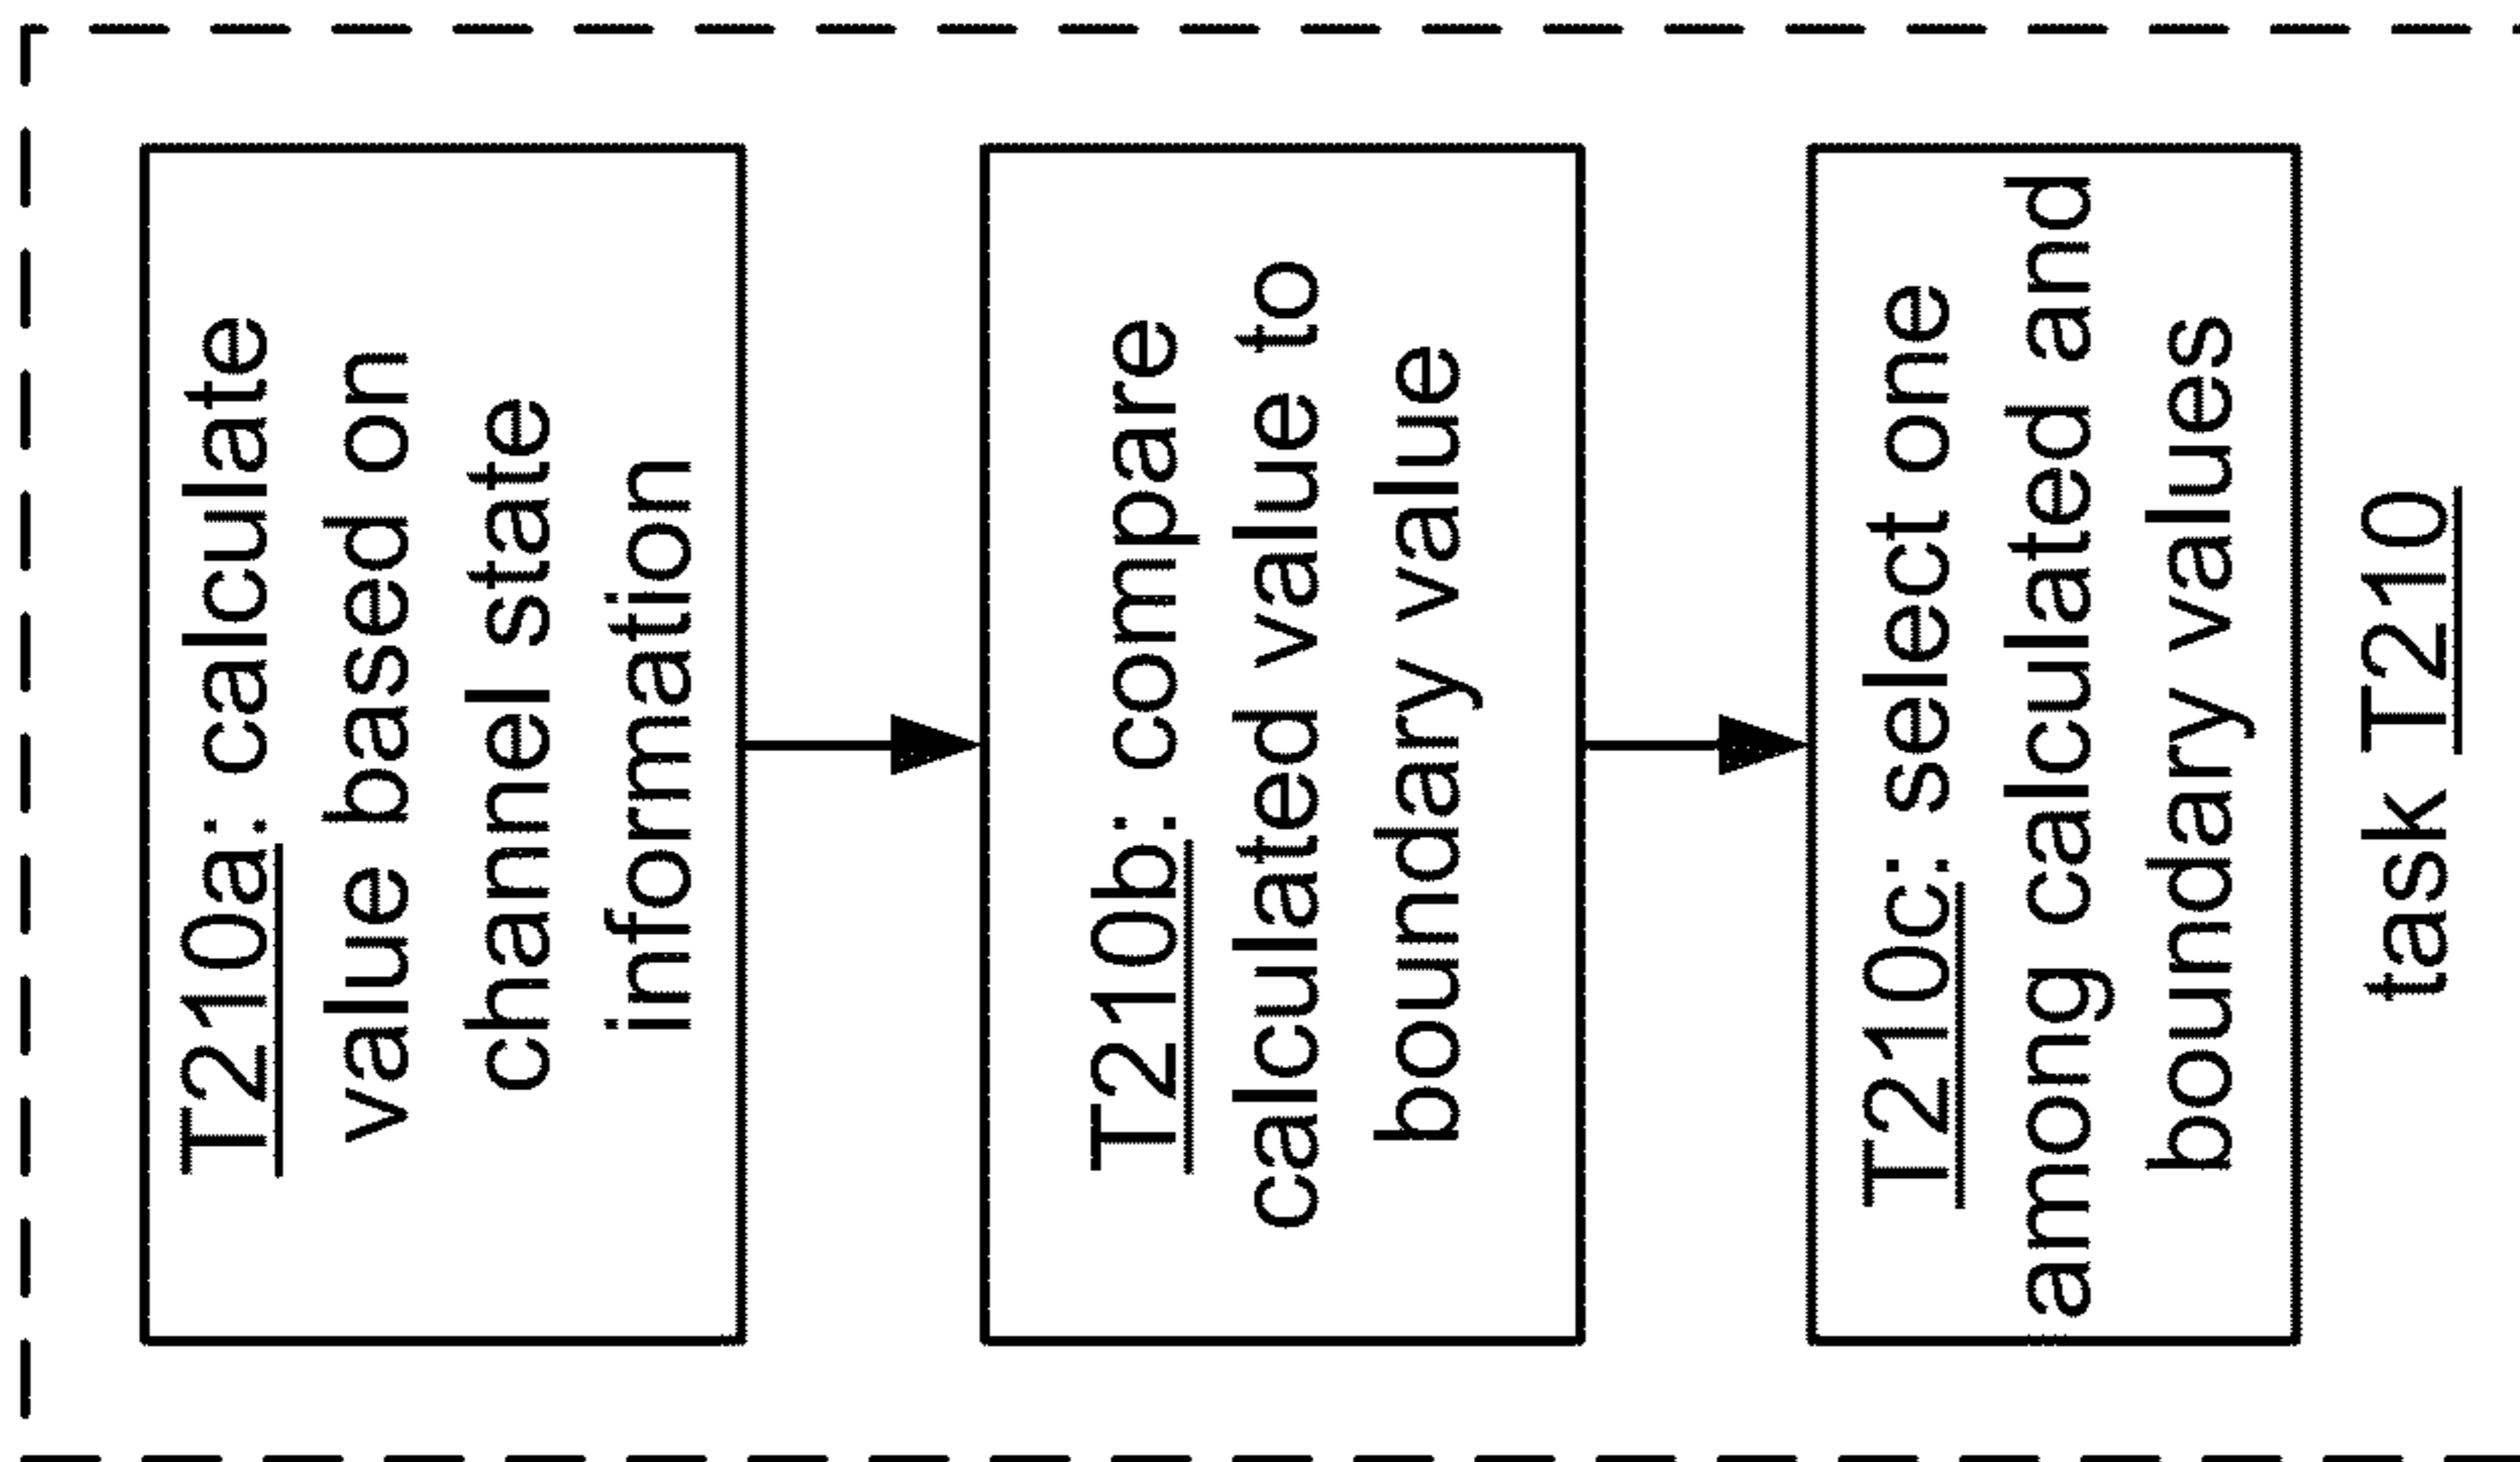 T210a: calculate
value based on
channel state
information
T210b: compare
calculated value to
boundary value
T210c: select one
among calculated and
boundary values
task T210